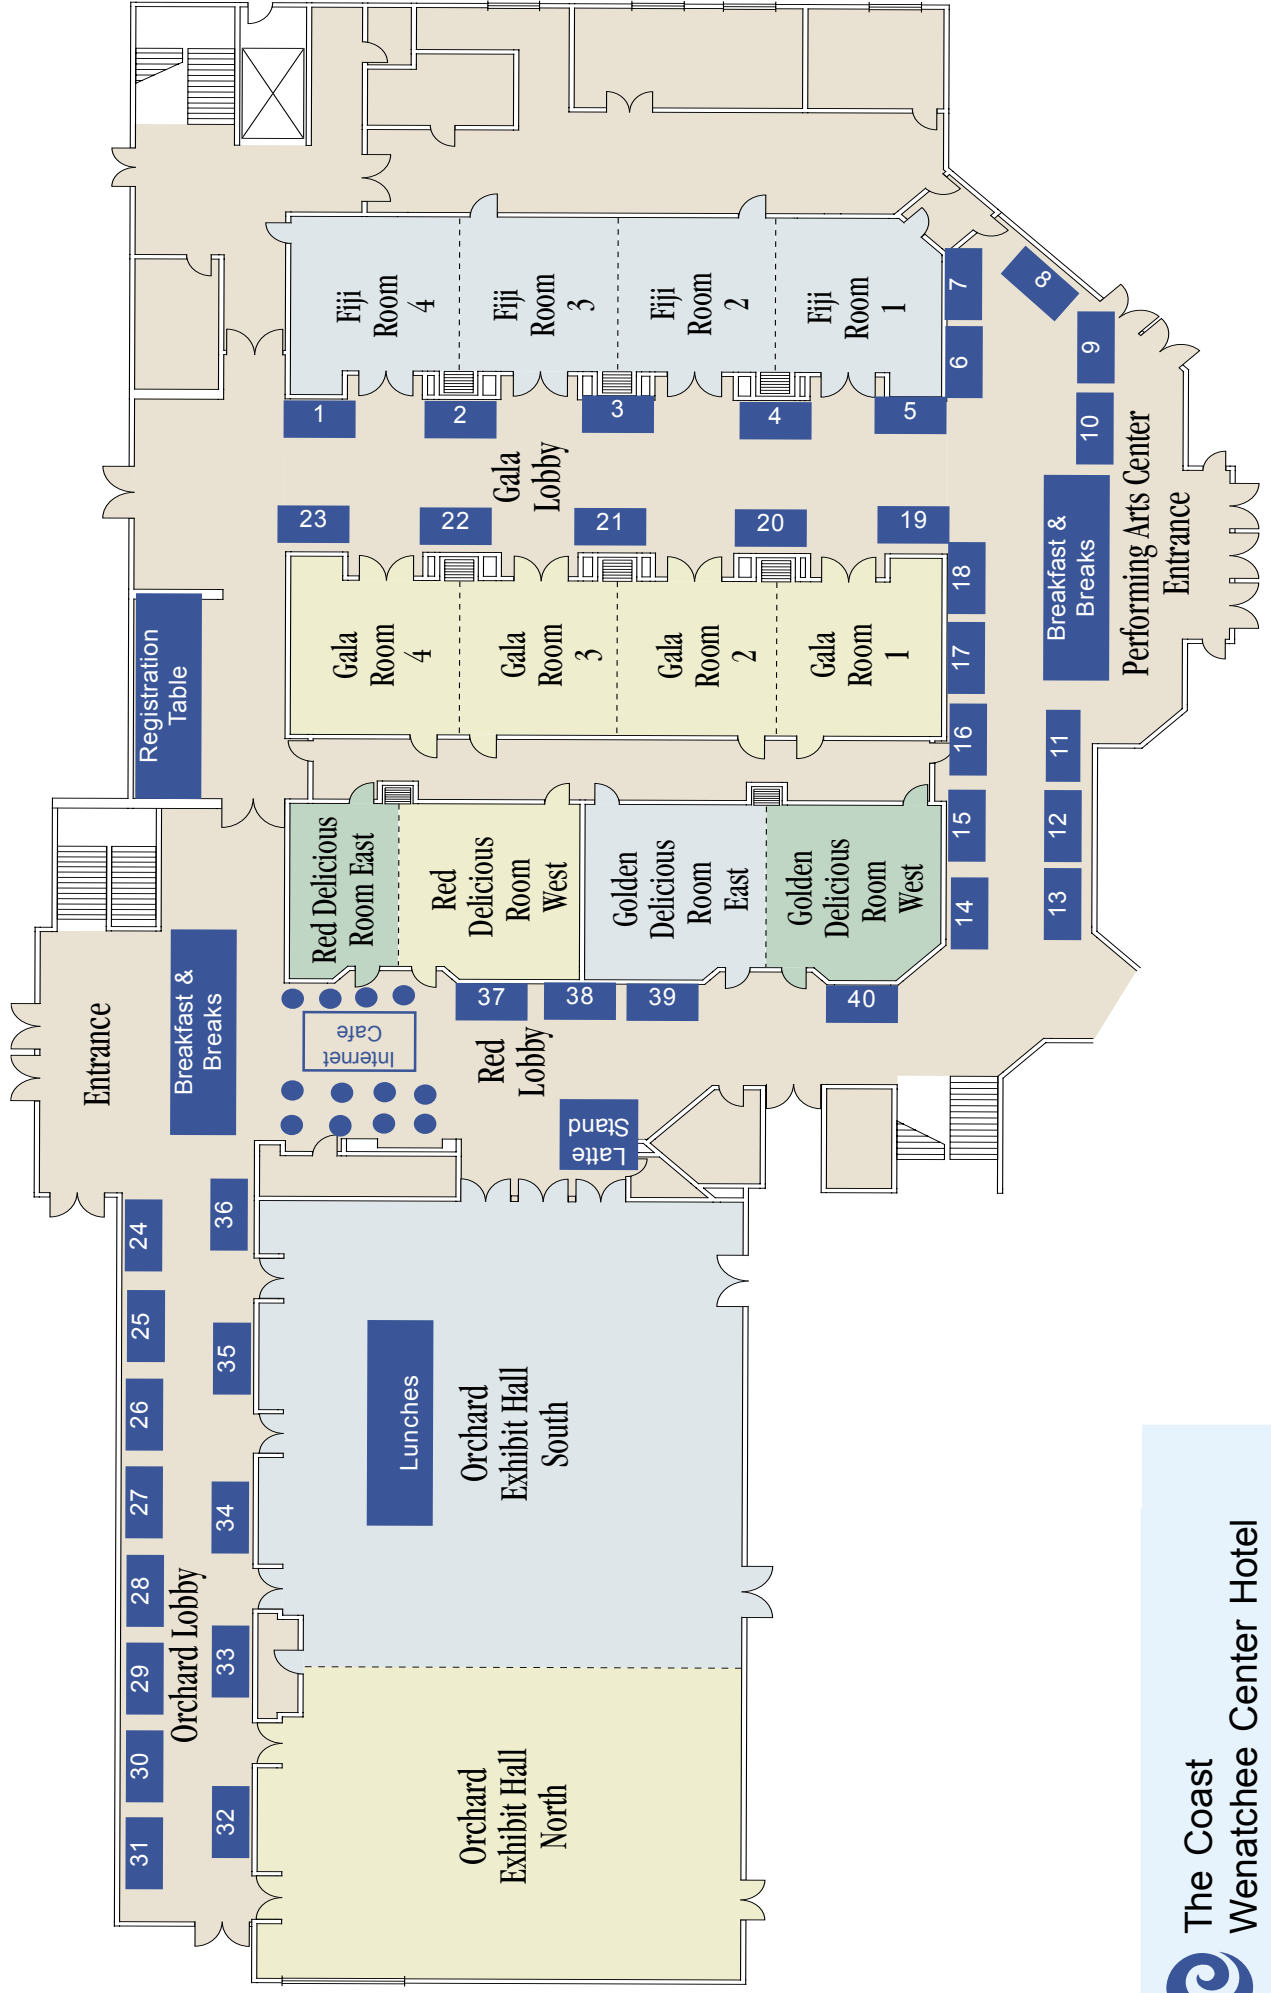 Fiji
Room
4
Fiji
Room
3
Fiji
Room
2
Fiji
Room
1
7
8
6
9
1
2
3
4
5
10
Gala
Lobby
23
22
21
20
19
18
17
Breakfast &
Breaks
Performing Arts Center
Entrance
Registration
Table
Gala
Room
4
Gala
Room
3
Gala
Room
2
Gala
Room
1
16
11
15
12
14
13
Red Delicious
Room East
Red
Delicious
Room
West
Golden
Delicious
Room
East
Golden
Delicious
Room
West
Entrance
Breakfast &
Breaks
Internet
Cafe
37
38
39
40
Red
Lobby
Latte
Stand
24
36
25
35
26
27
34
28
29
33
30
31
32
Orchard Lobby
Lunches
Orchard
Exhibit Hall
South
Orchard
Exhibit Hall
North
The Coast
Wenatchee Center Hotel